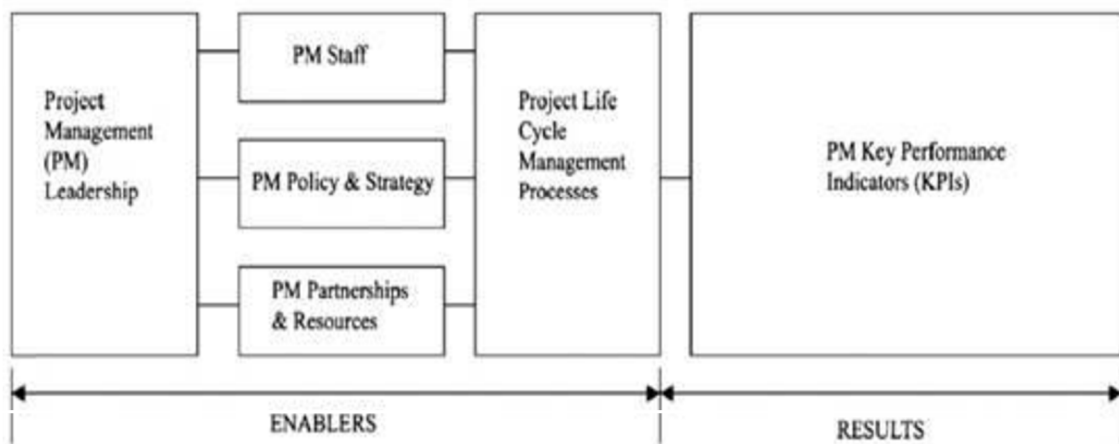 Project
Management
(PM)
Leadership
PM Staff
PM Policy & Strategy
PM Partnerships
& Resources
Project Life
Cycle
Management
Processes
PM Key Performance
Indicators (KPIs)
ENABLERS
RESULTS